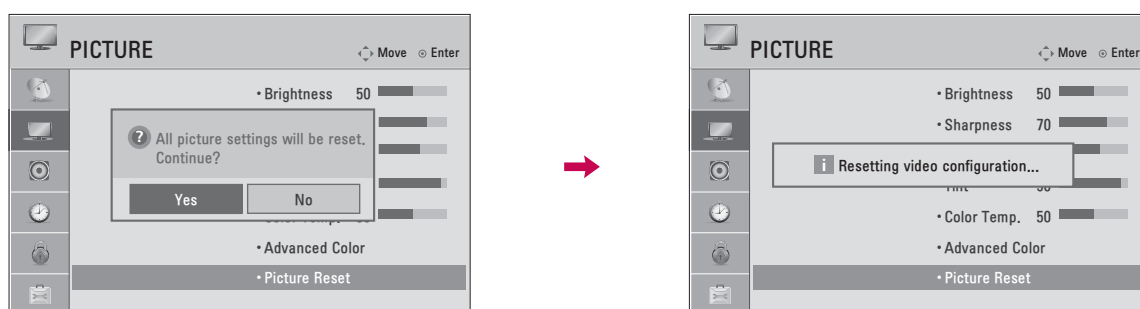 PICTURE
Move Enter
• Brightness 50
All picture settings will be reset.
Continue?
Yes No
• Advanced Color
• Picture Reset
PICTURE
Move Enter
• Brightness 50
• Sharpness 70
Resetting video configuration...
• Color Temp. 50
• Advanced Color
• Picture Reset